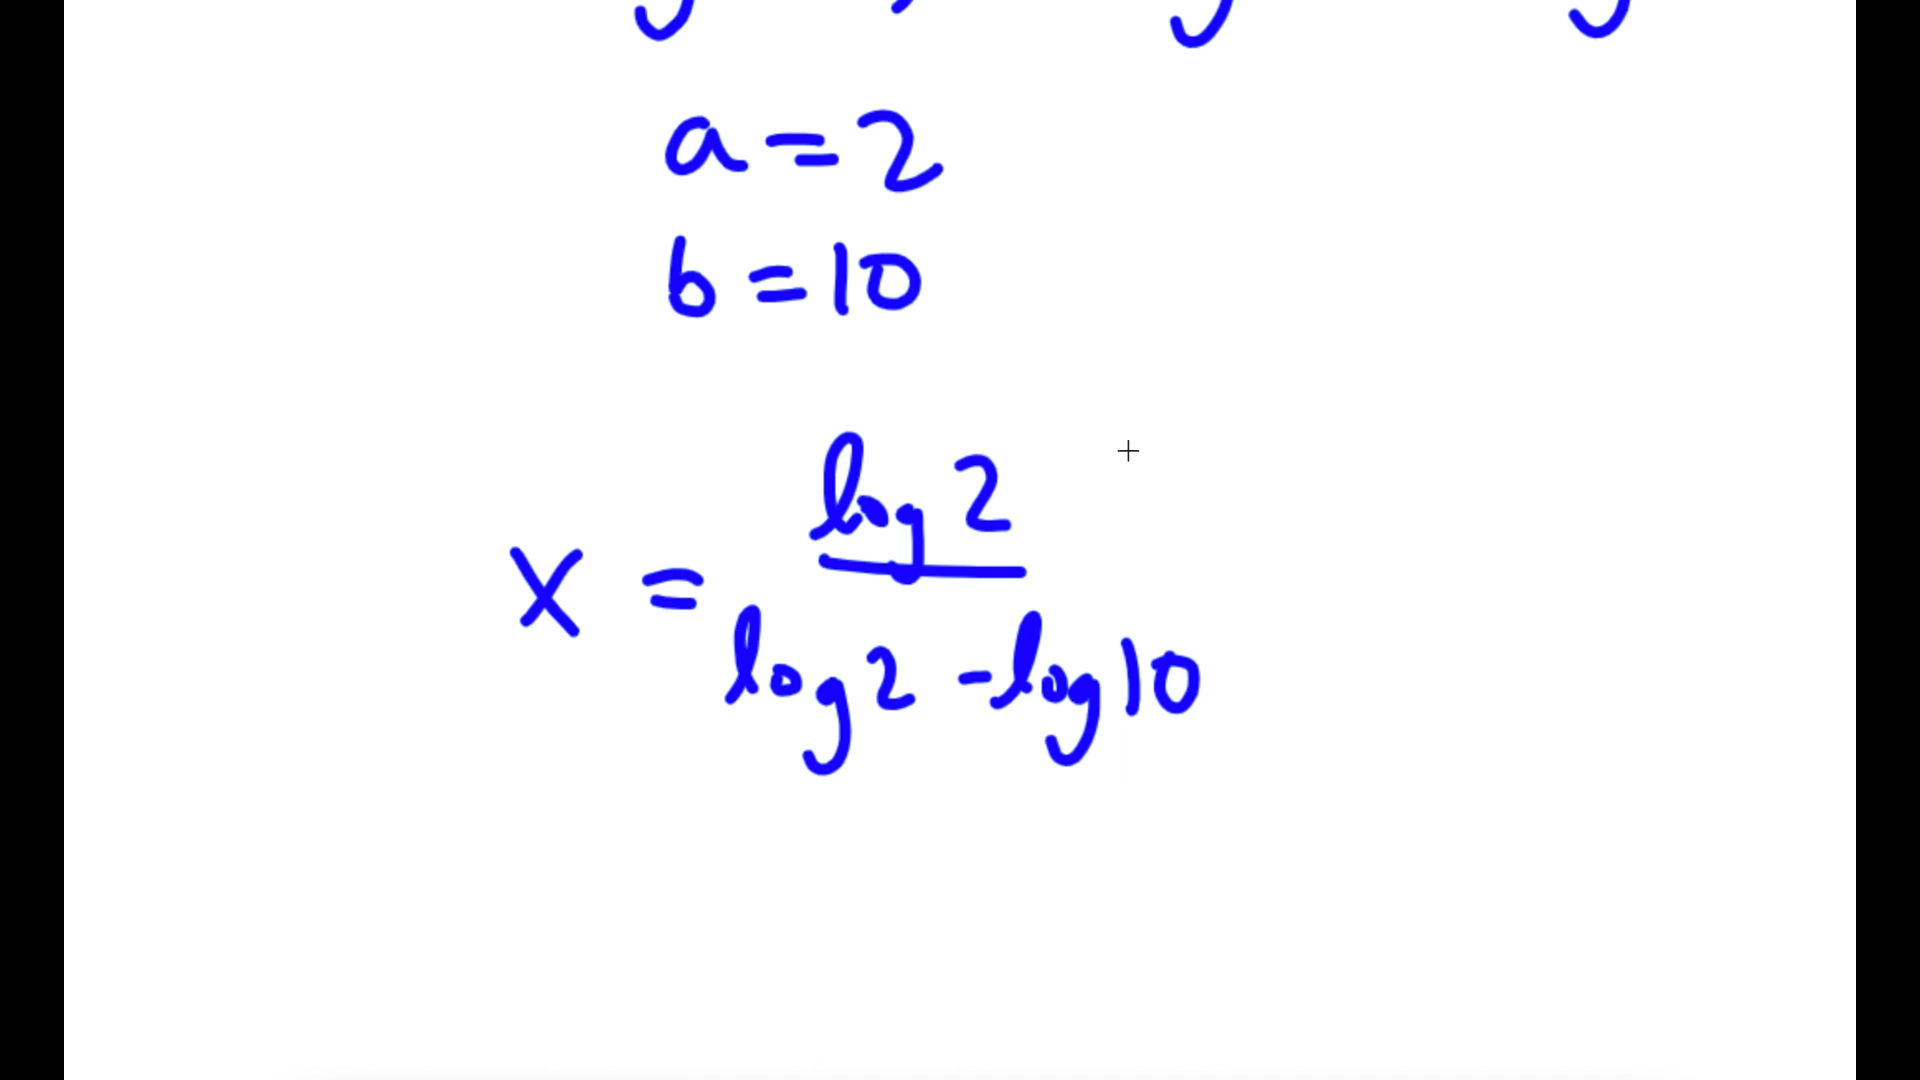 a = 2
b = 10
x = log 2 / log 2 - log 10